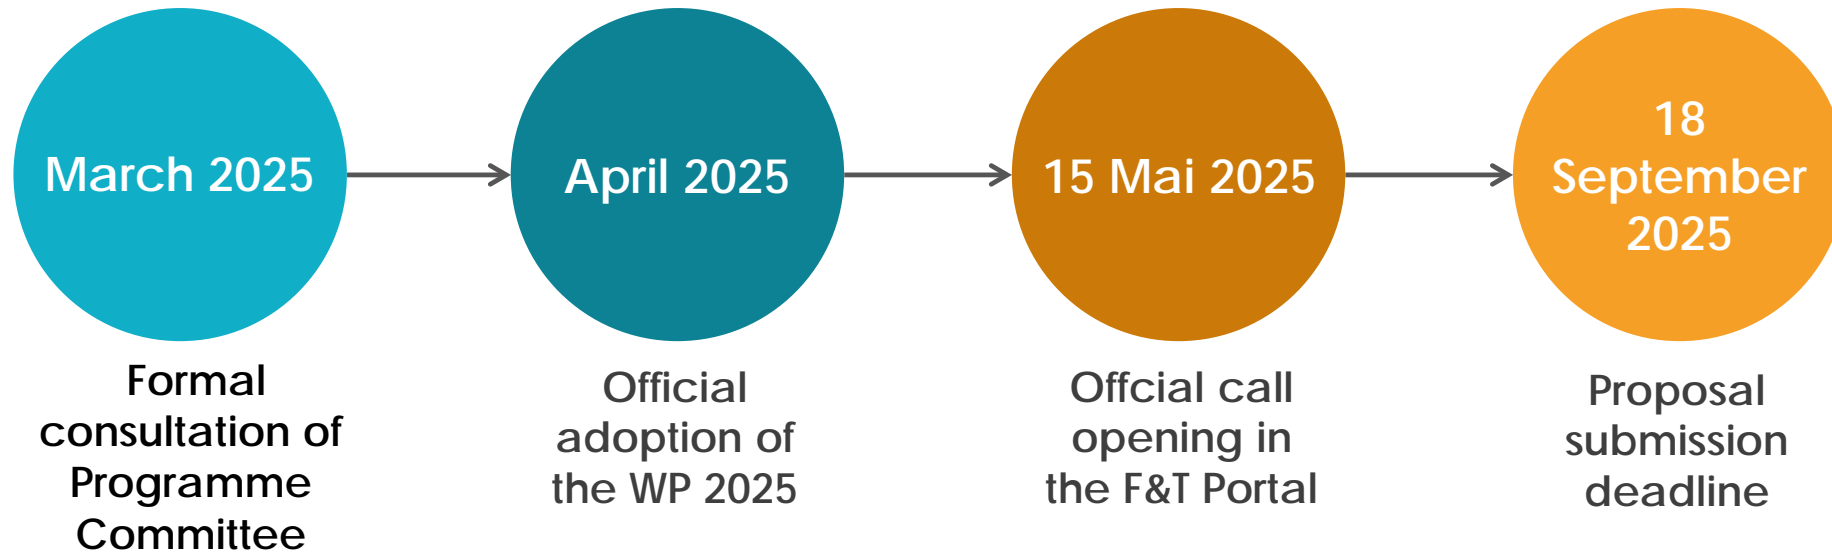 March 2025
Formal
consultation of
Programme
Committee
April 2025
Official
adoption of
the WP 2025
15 Mai 2025
Offcial call
opening in
the F&T Portal
18
September
2025
Proposal
submission
deadline